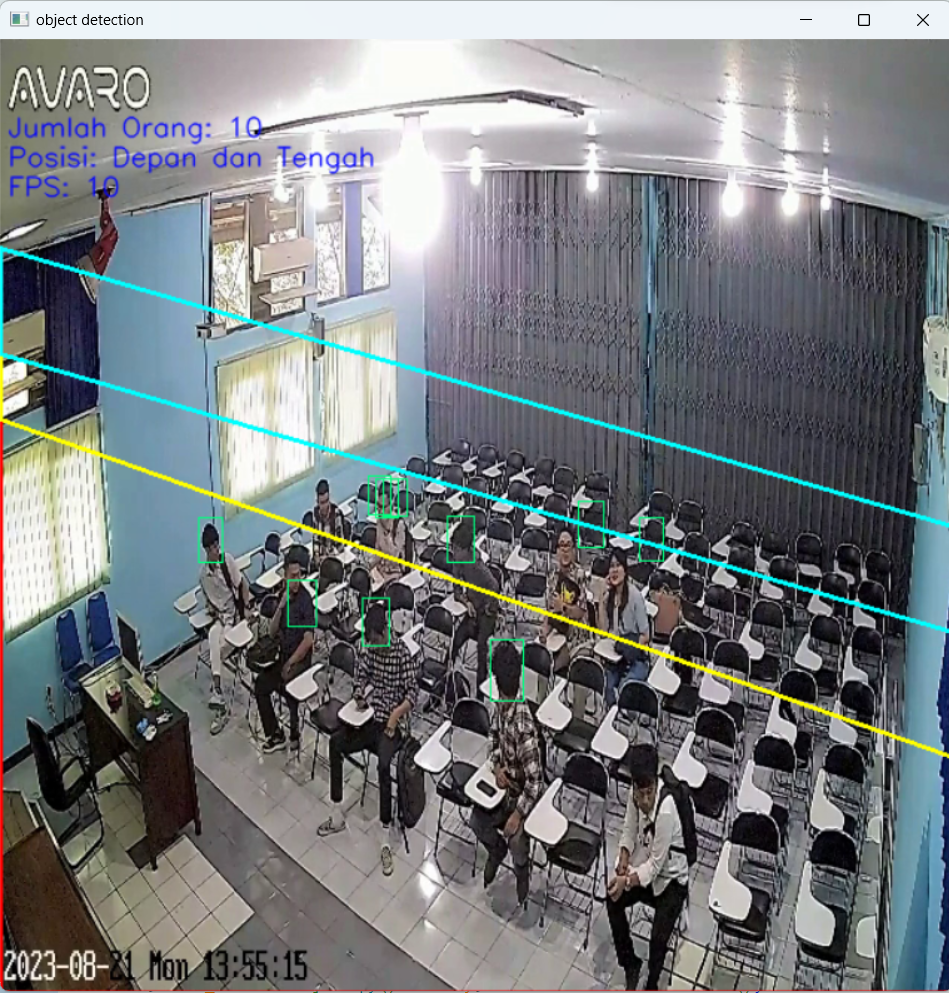 object detection
AVARO
Jumlah Orang: 10
Posisi: Depan dan Tengah
FPS: 10
2023-08-21 Mon 13:55:15